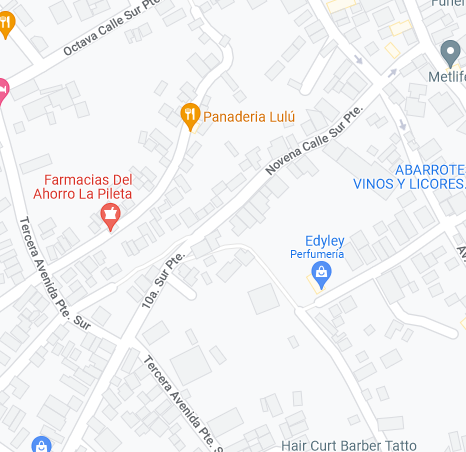 Octava Calle Sur Pte.
Metlife
Panaderia Lulú
Novena Calle Sur Pte.
ABARROTE
VINOS Y LICORES.
Farmacias Del
Ahorro La Pileta
Tercera Avenida Pte. Sur
Edyley
Perfumería
10a. Sur Pte.
Tercera Avenida Pte. S
Hair Curt Barber Tatto